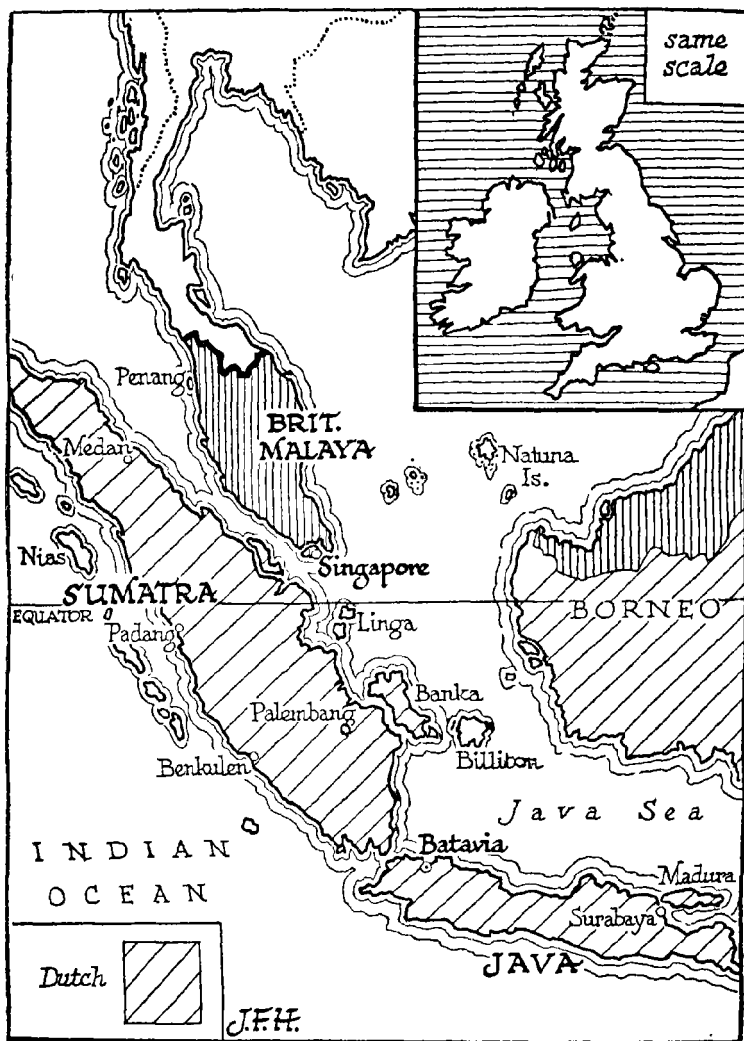 same
scale
Penang
BRIT.
MALAYA
Medang
Natuna
Is.
Nias
Singapore
SUMATRA
EQUATOR
BORNEO
Padang
Linga
Banka
Palembang
Billiton
Benkulen
Java Sea
INDIAN
OCEAN
Batavia
Madura
Surabaya
JAVA
Dutch
J.F.H.